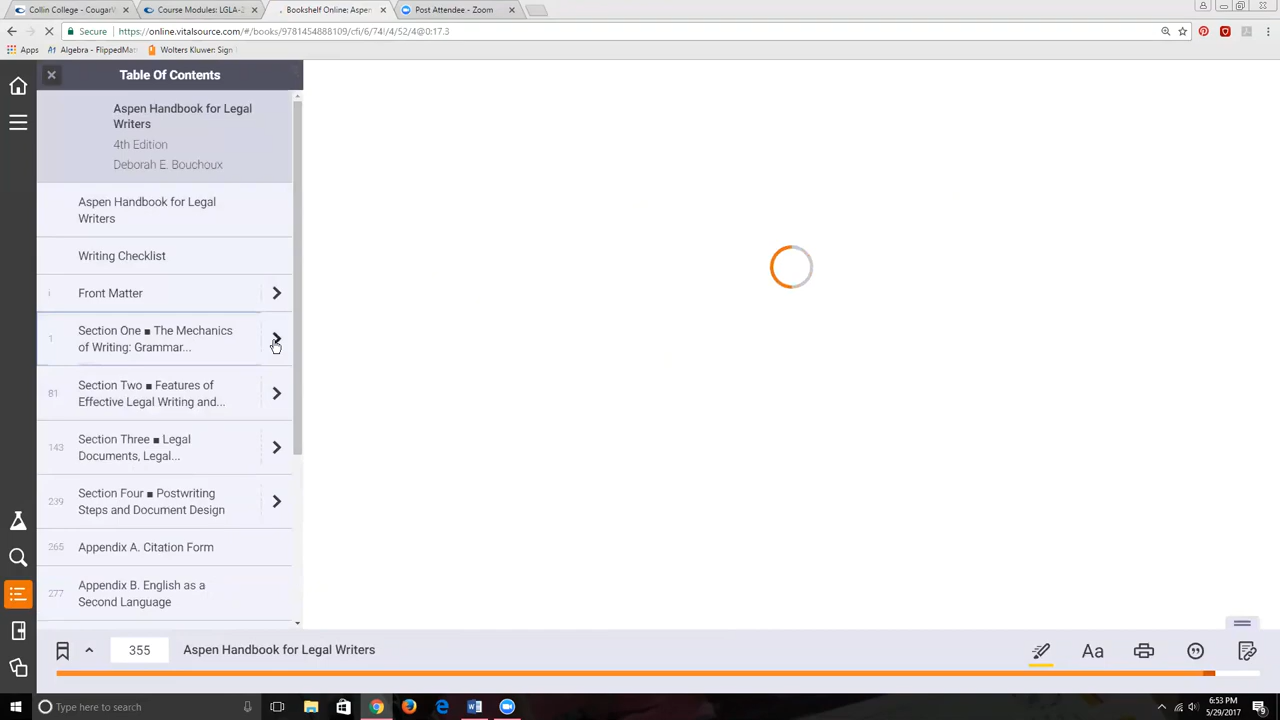 Collin College - CougarW
Course Modules: LGLA-2
Bookshelf Online: Aspen
Post Attendee - Zoom
Secure
https://online.vitalsource.com/#/books/9781454888109/cfi/6/74!/4/52/4@0:17.3
Apps
Algebra - FlippedMat
Wolters Kluwer: Sign
Table Of Contents
Aspen Handbook for Legal
Writers
4th Edition
Deborah E. Bouchoux
Aspen Handbook for Legal
Writers
Writing Checklist
i Front Matter
1 Section One ■ The Mechanics
of Writing: Grammar...
81 Section Two ■ Features of
Effective Legal Writing and...
143 Section Three ■ Legal
Documents, Legal...
239 Section Four ■ Postwriting
Steps and Document Design
265 Appendix A. Citation Form
277 Appendix B. English as a
Second Language
355 Aspen Handbook for Legal Writers
Aa
Type here to search
6:53 PM
5/29/2017